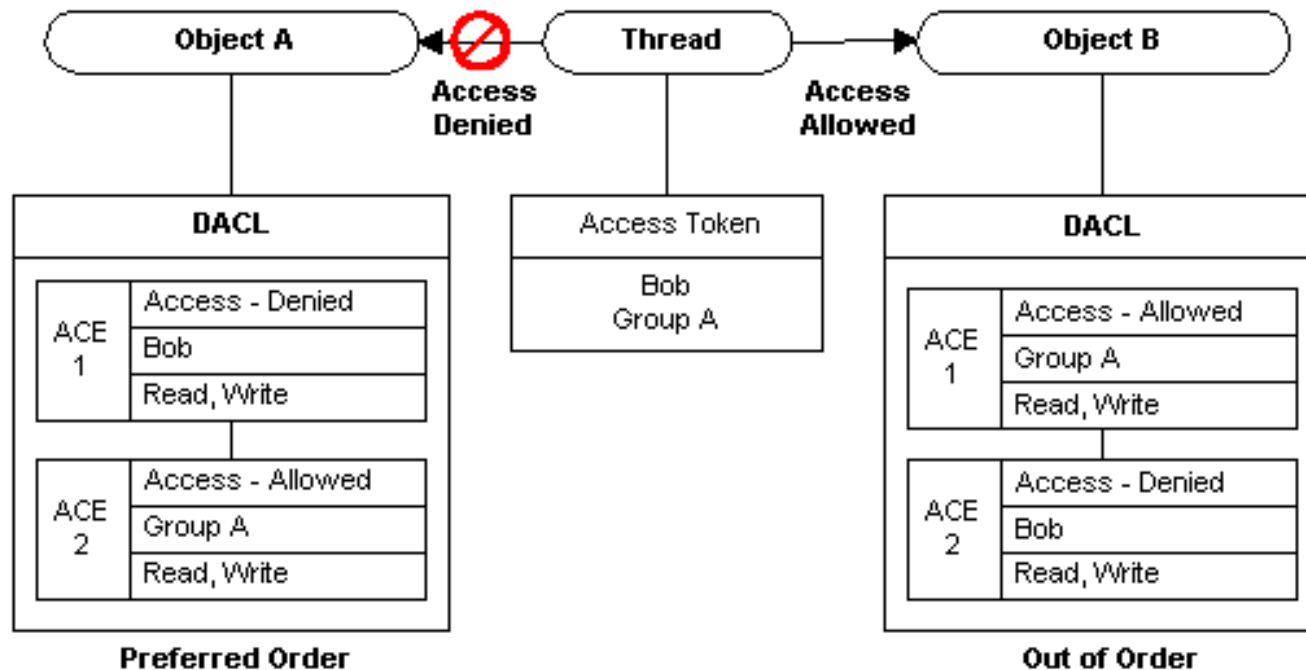 Object A
Thread
Object B
Access
Denied
Access
Allowed
DACL
ACE
1
Access - Denied
Bob
Read, Write
ACE
2
Access - Allowed
Group A
Read, Write
Preferred Order
Access Token
Bob
Group A
DACL
ACE
1
Access - Allowed
Group A
Read, Write
ACE
2
Access - Denied
Bob
Read, Write
Out of Order